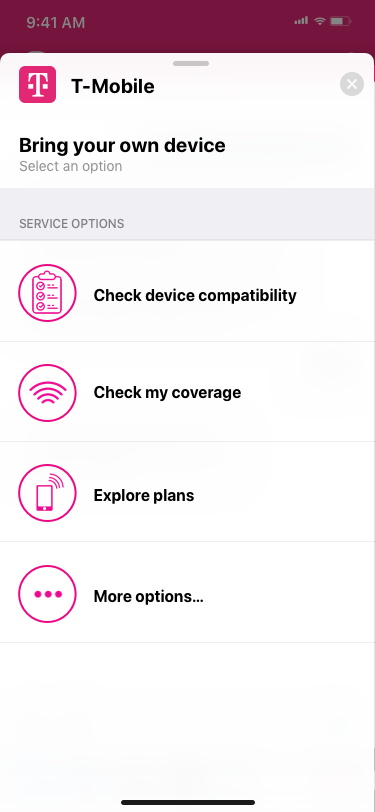 9:41 AM
T
T-Mobile
Bring your own device
Select an option
SERVICE OPTIONS
Check device compatibility
Check my coverage
Explore plans
More options...